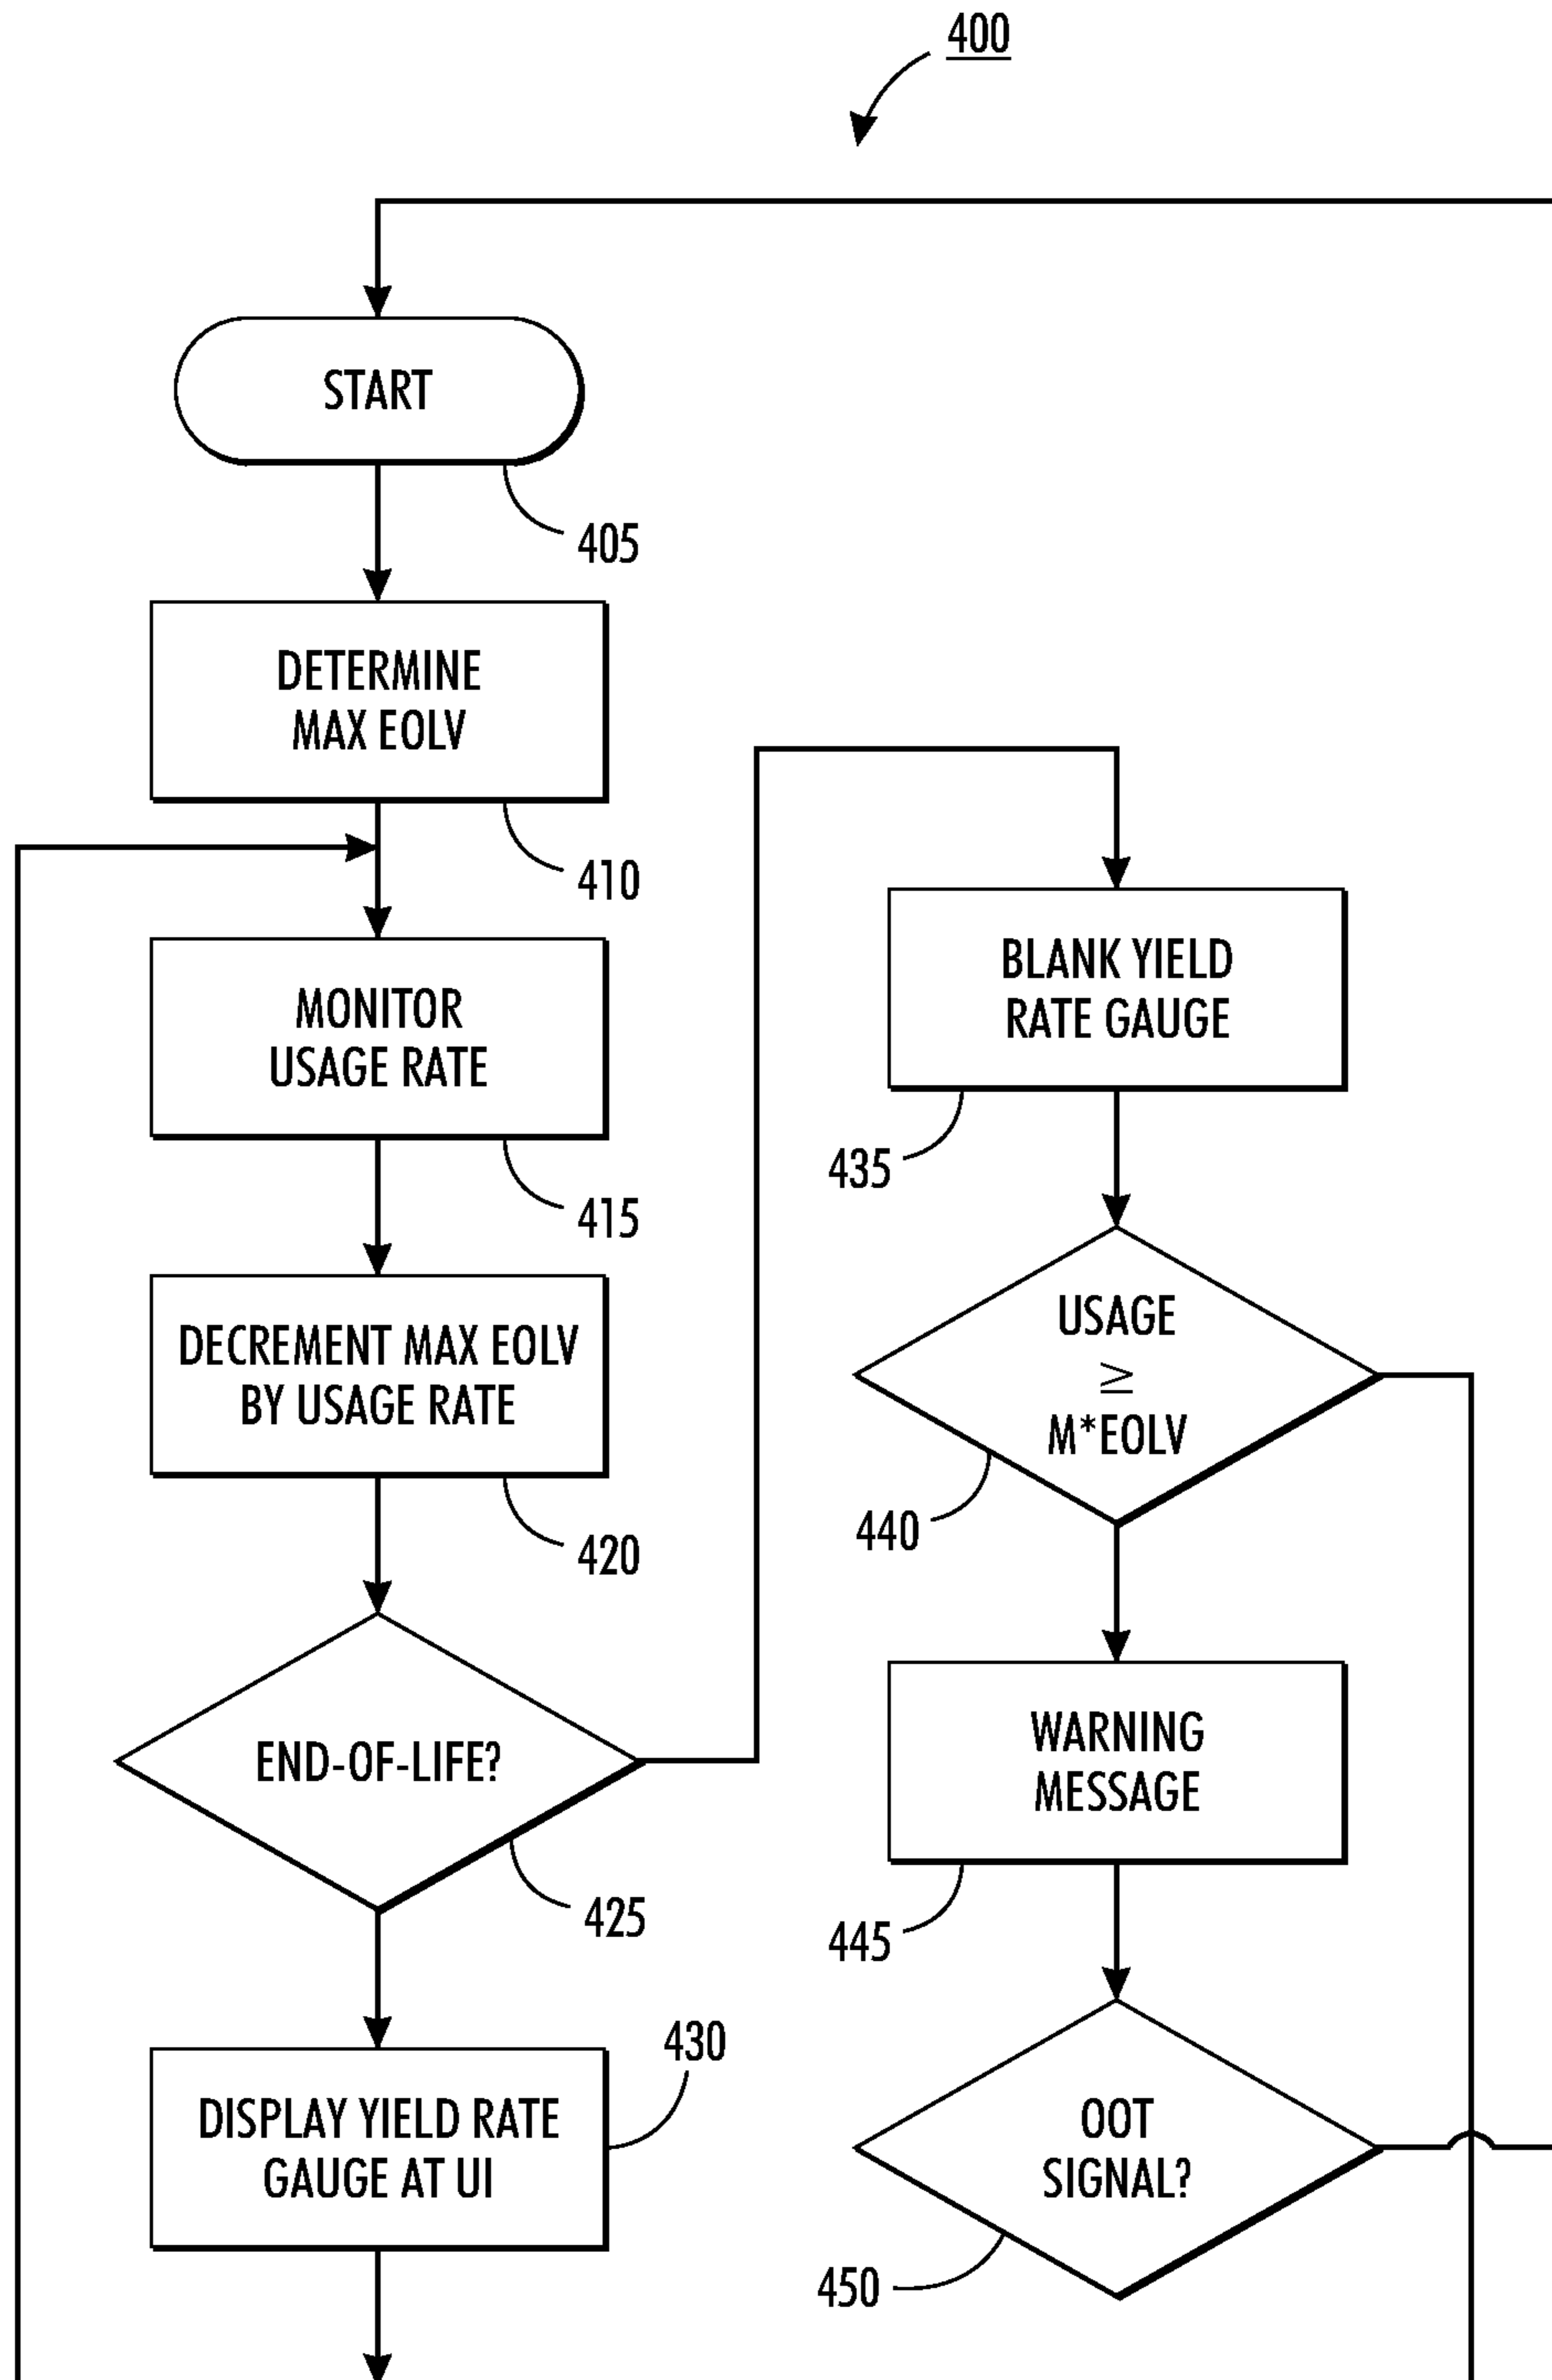 400
START
405
DETERMINE
MAX EOLV
410
MONITOR
USAGE RATE
415
DECREMENT MAX EOLV
BY USAGE RATE
420
END-OF-LIFE?
425
430
DISPLAY YIELD RATE
GAUGE AT UI
BLANK YIELD
RATE GAUGE
435
USAGE
≥
M*EOLV
440
WARNING
MESSAGE
445
OOT
SIGNAL?
450